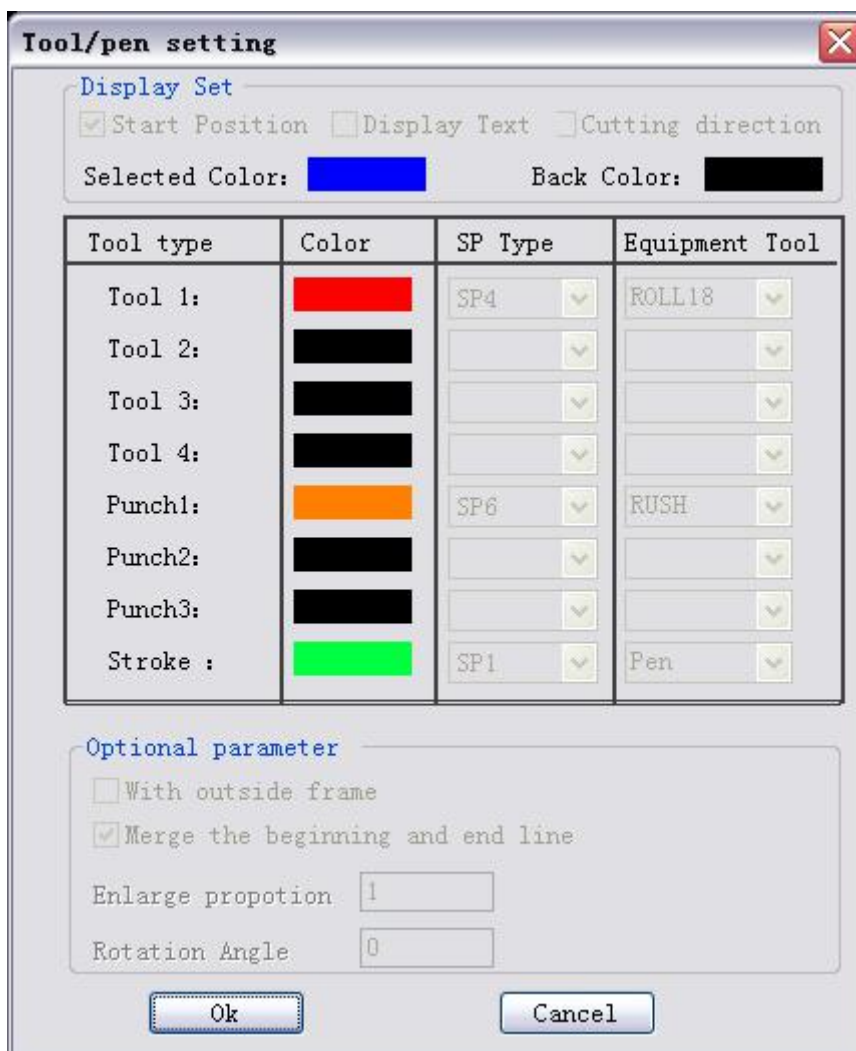 Tool/pen setting
Display Set
Start Position Display Text Cutting direction
Selected Color: Back Color:
Tool type Color SP Type Equipment Tool
Tool 1: SP4 ROLL18
Tool 2:
Tool 3:
Tool 4:
Punch1: SP6 RUSH
Punch2:
Punch3:
Stroke : SP1 Pen
Optional parameter
With outside frame
Merge the beginning and end line
Enlarge propotion 1
Rotation Angle 0
Ok Cancel